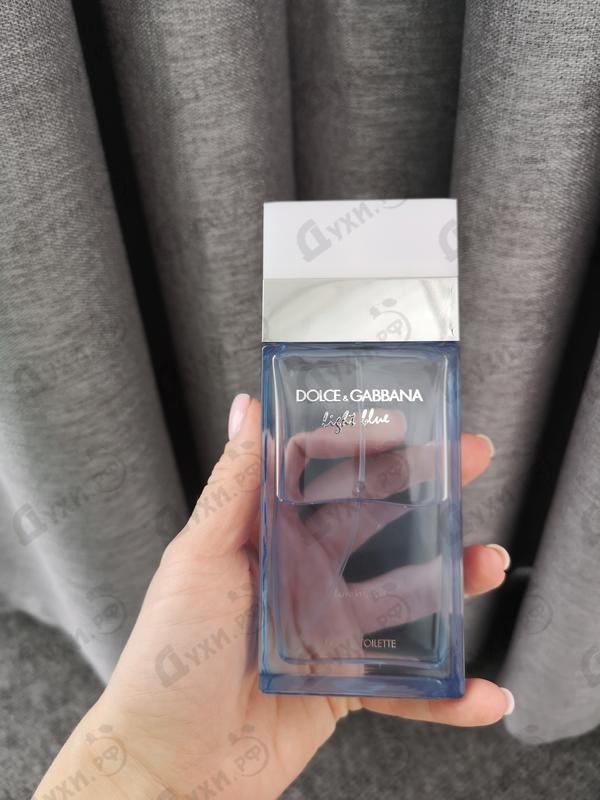 DOLCE & GABBANA
light blue
TOILETTE
Духи.рф